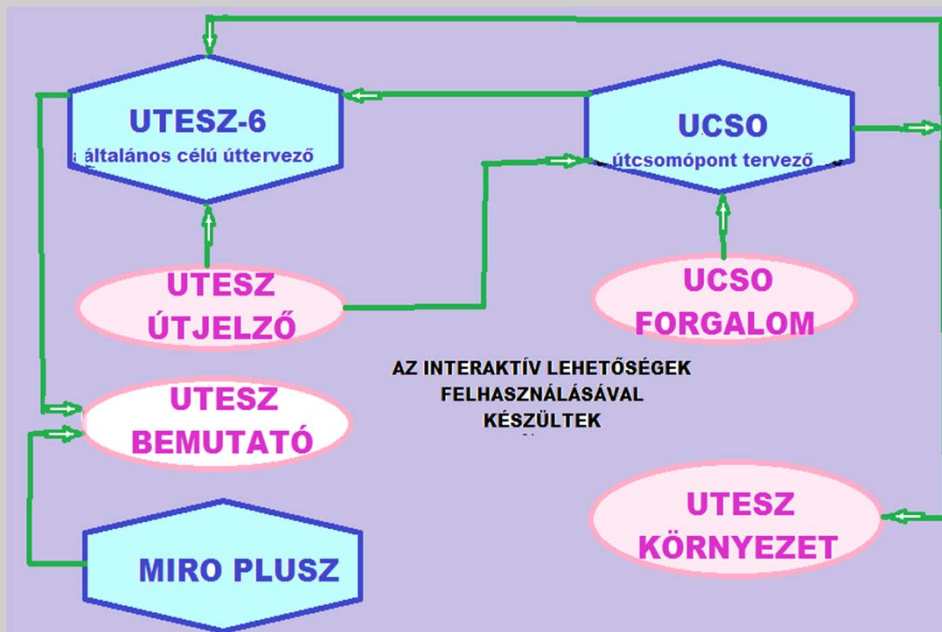 UTESZ-6
általános célú úttervező
UCSO
útcsomópont tervező
UTESZ
ÚTJELZŐ
UCSO
FORGALOM
AZ INTERAKTÍV LEHETŐSÉGEK
FELHASZNÁLÁSÁVAL
KÉSZÜLTEK
UTESZ
BEMUTATÓ
UTESZ
KÖRNYEZET
MIRO PLUSZ